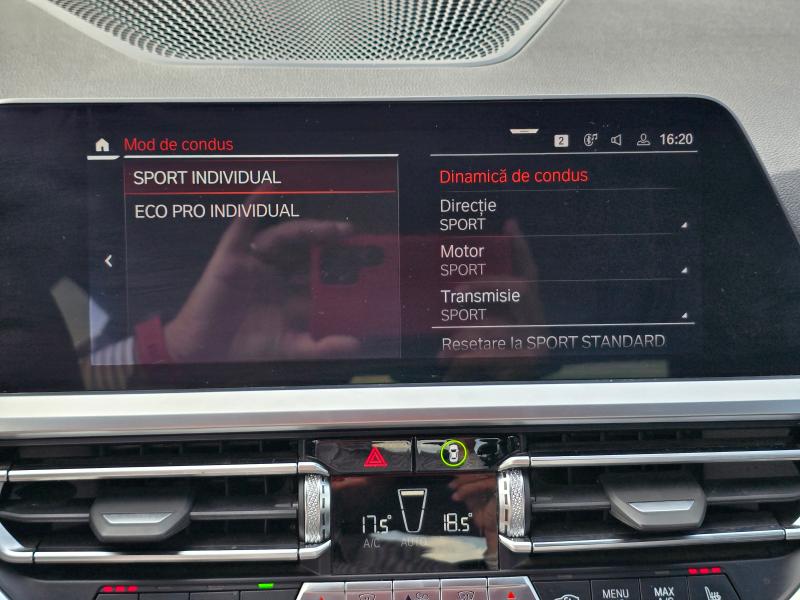 Mod de condus
2
16:20
SPORT INDIVIDUAL
ECO PRO INDIVIDUAL
Dinamică de condus
Direcție
SPORT
Motor
SPORT
Transmisie
SPORT
Resetare la SPORT STANDARD
17.5°
18.5°
A/C
AUTO
MENU
MAX
A/C